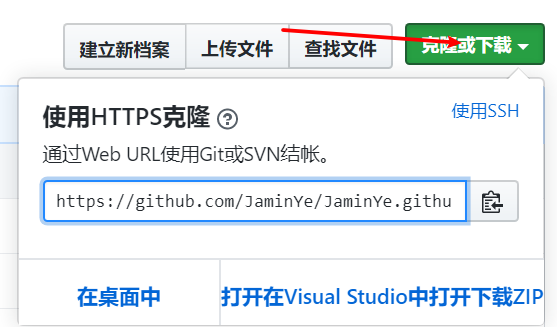 建立新档案 上传文件 查找文件 克隆或下载
使用HTTPS克隆 ? 使用SSH
通过Web URL使用Git或SVN结帐。
https://github.com/JaminYe/JaminYe.githu
在桌面中 打开在Visual Studio中打开下载ZIP